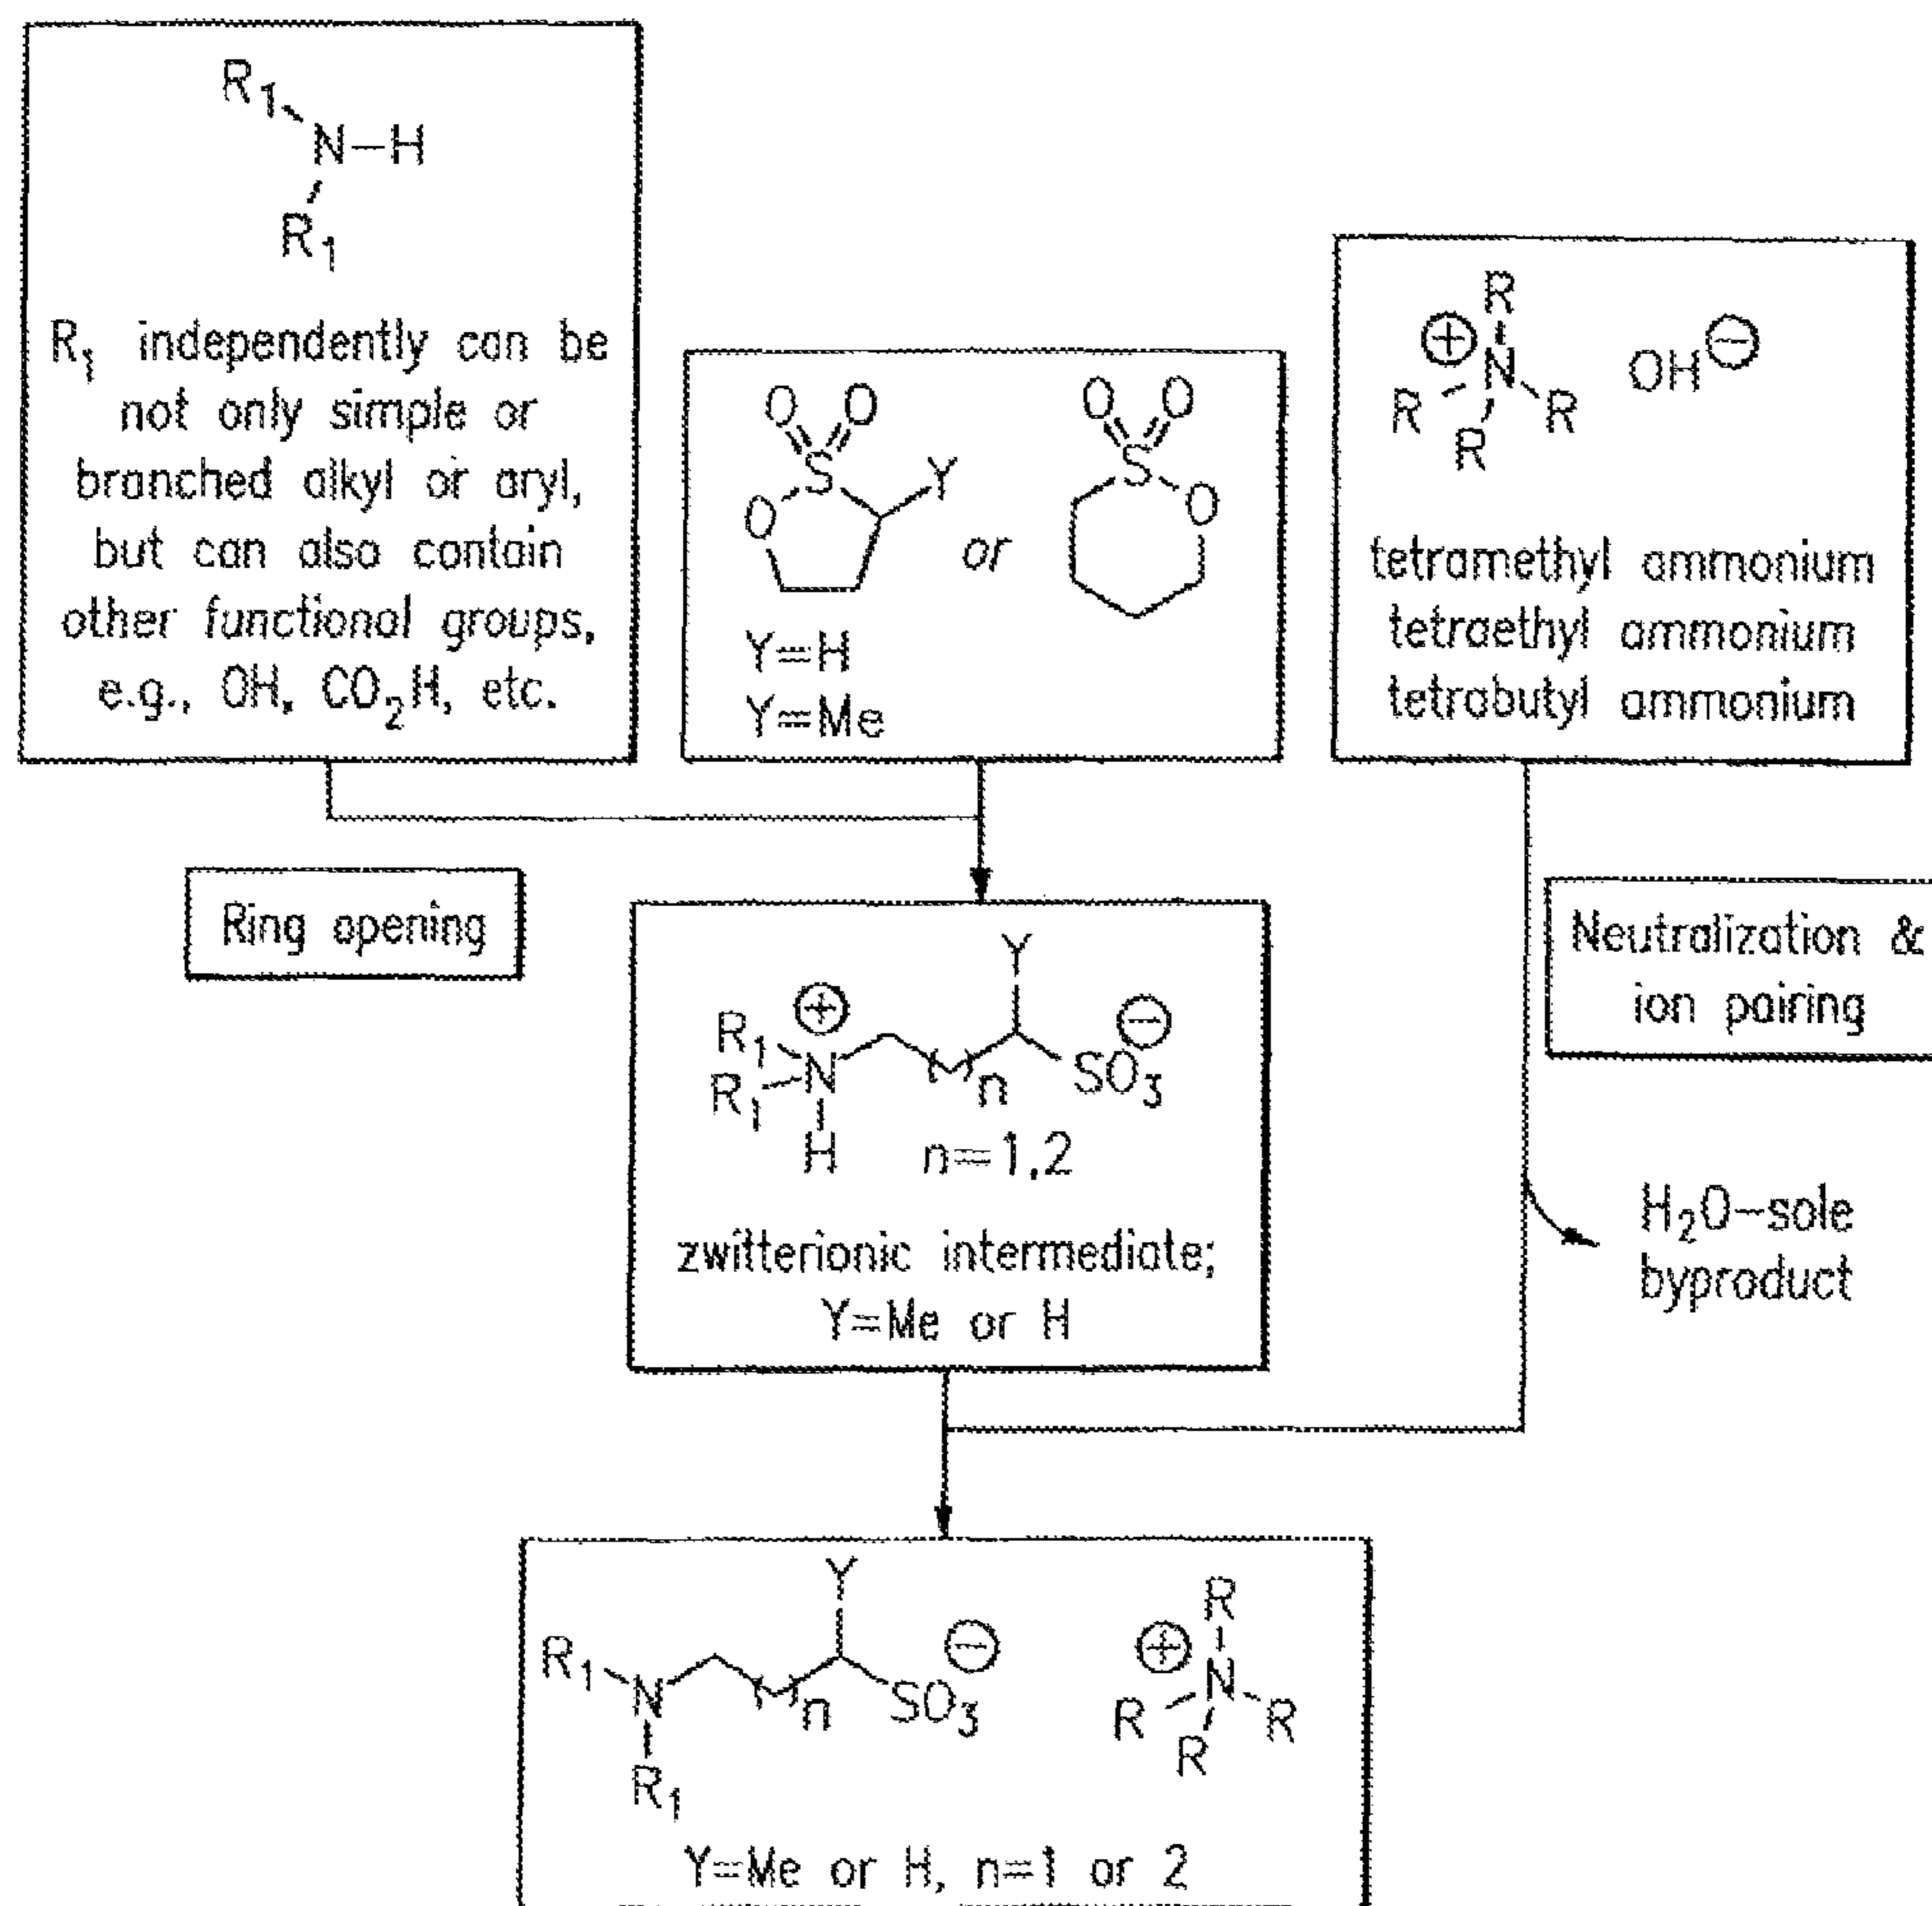 R₁
N—H
R₁
R₁ independently can be
not only simple or
branched alkyl or aryl,
but can also contain
other functional groups,
e.g., OH, CO₂H, etc.
O O
S Y
O
or
O O
S
O
Y=H
Y=Me
R
⊕ N OH⊖
R R
R
tetramethyl ammonium
tetraethyl ammonium
tetrabutyl ammonium
Ring opening
Y
⊕ ⊖
R₁
R₁ N ( )n SO₃
H n=1,2
zwitterionic intermediate;
Y=Me or H
Neutralization &
ion pairing
H₂O—sole
byproduct
Y
R₁ ⊖
N ( )n SO₃
R₁
R
⊕ N
R R
R
Y=Me or H, n=1 or 2